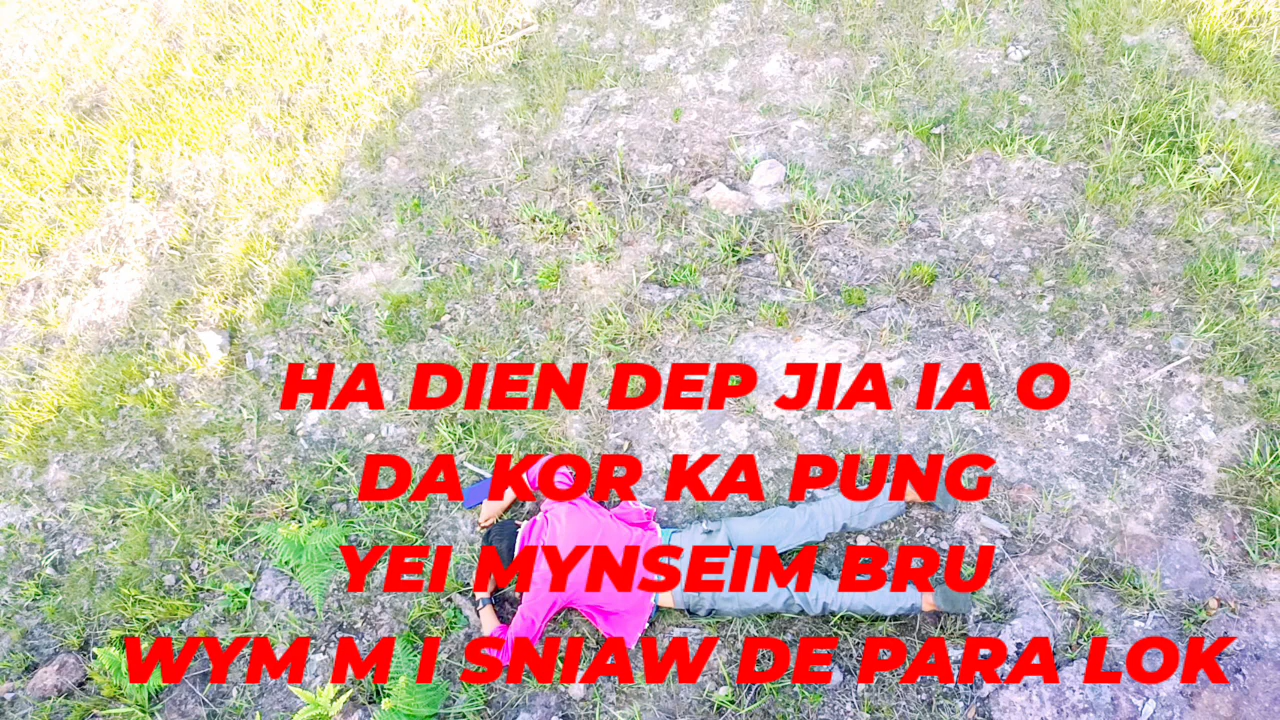 HA DIEN DEP JIA IA O
DA KOR KA PUNG
YEI MYNSEIM BRU
WYM M I SNIAW DE PARA LOK